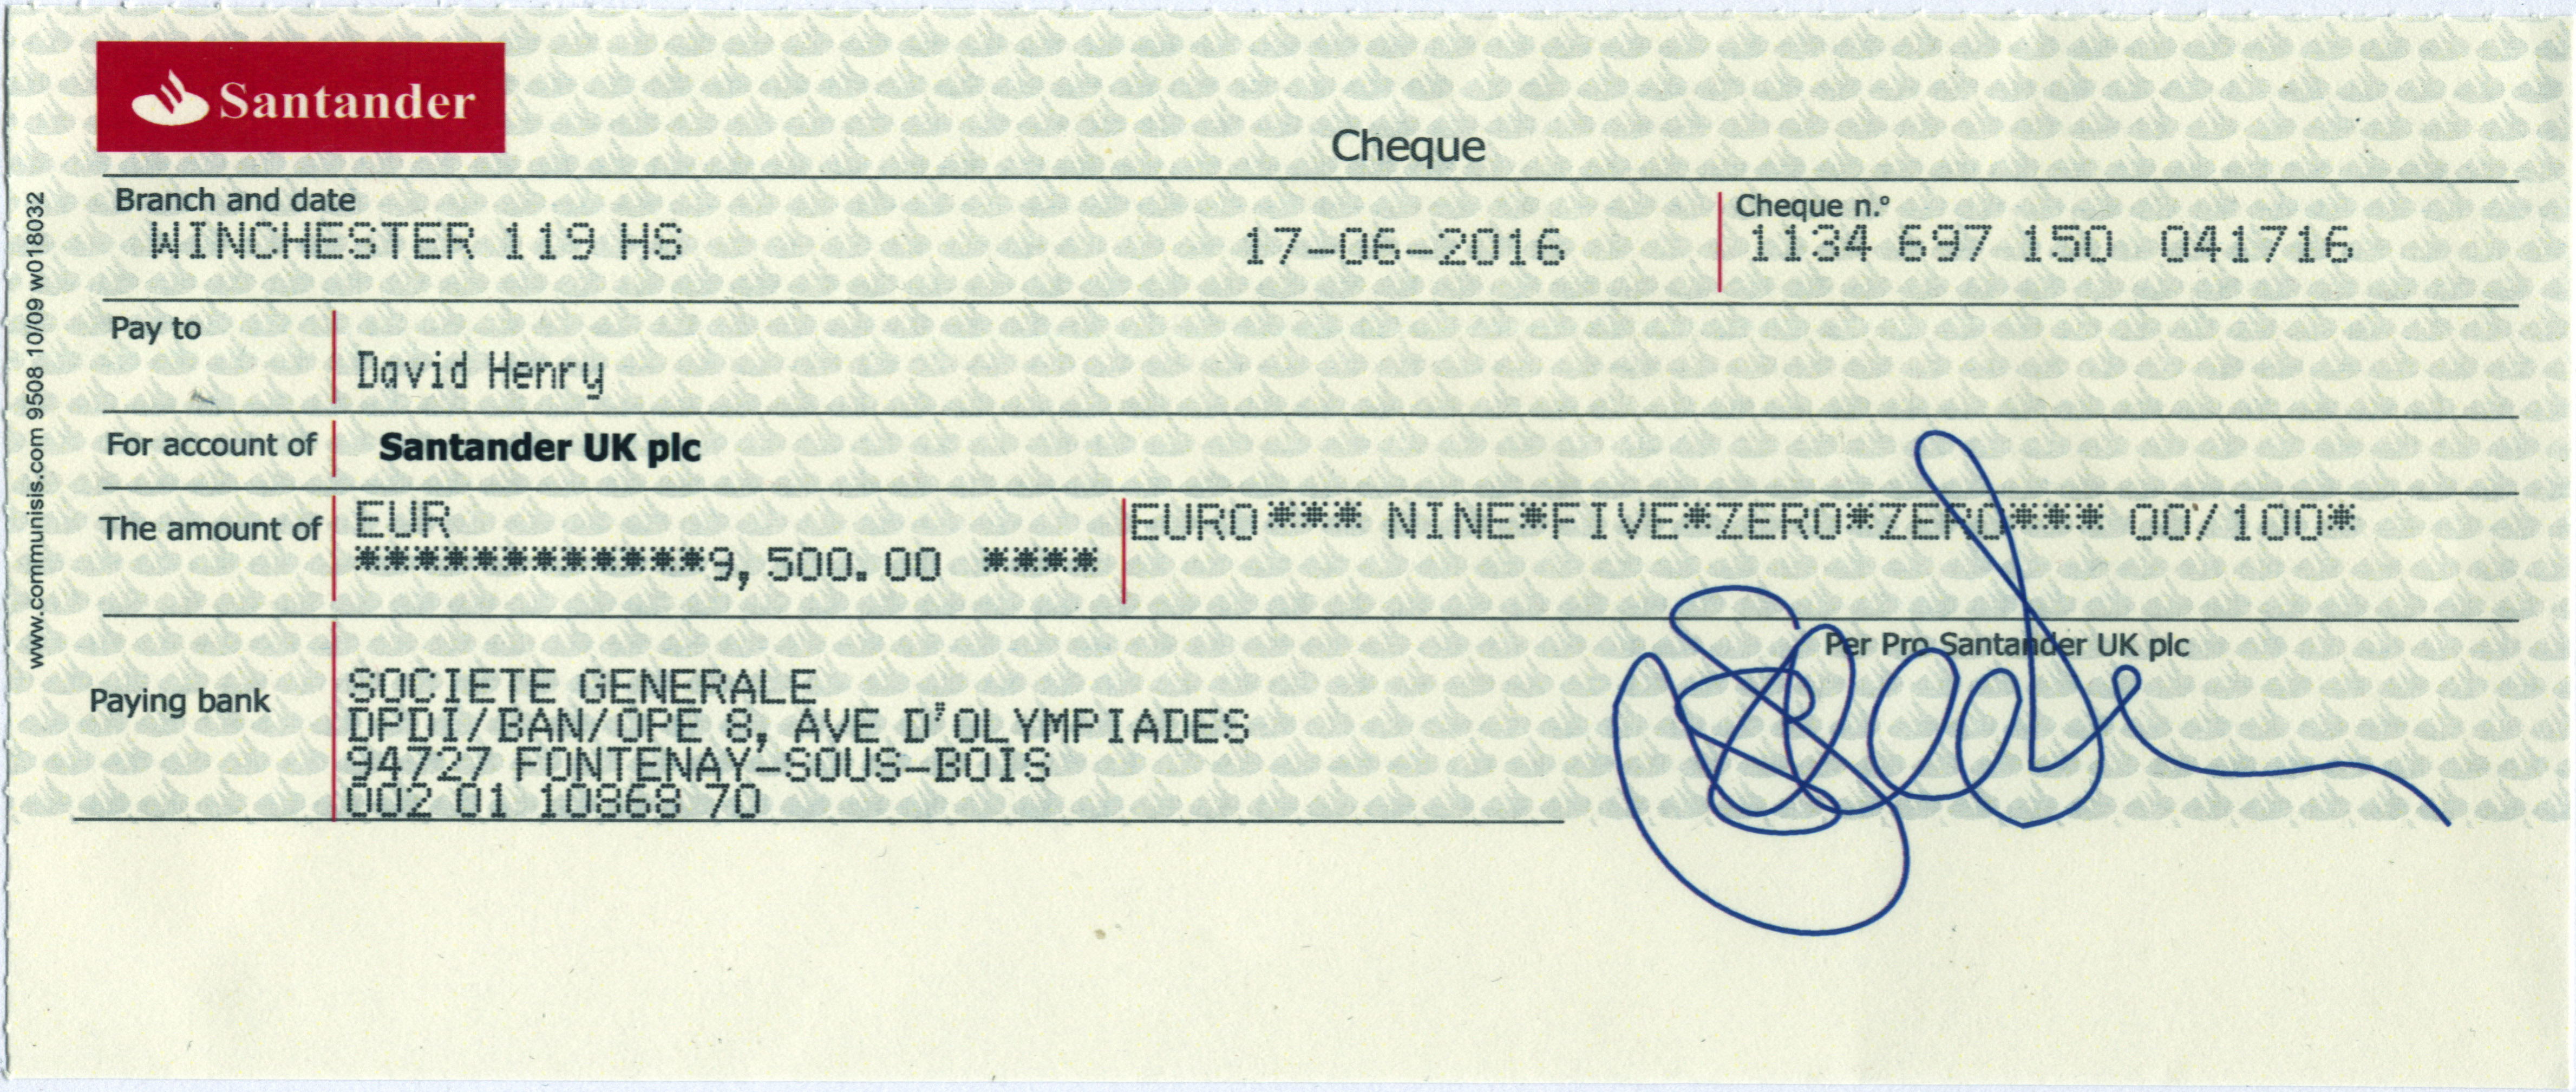 Santander
Cheque
Branch and date
WINCHESTER 119 HS
17-06-2016
Cheque n.º
1134 697 150 041716
Pay to
David Henry
For account of
Santander UK plc
The amount of
EUR
************9,500.00 ****
EURO*** NINE*FIVE*ZERO*ZERO*** 00/100*
Per Pro Santander UK plc
Paying bank
SOCIETE GENERALE
DPDI/BAN/OPE 8, AVE D'OLYMPIADES
94727 FONTENAY-SOUS-BOIS
002 01 10868 70
www.communisis.com 9508 10/09 w018032